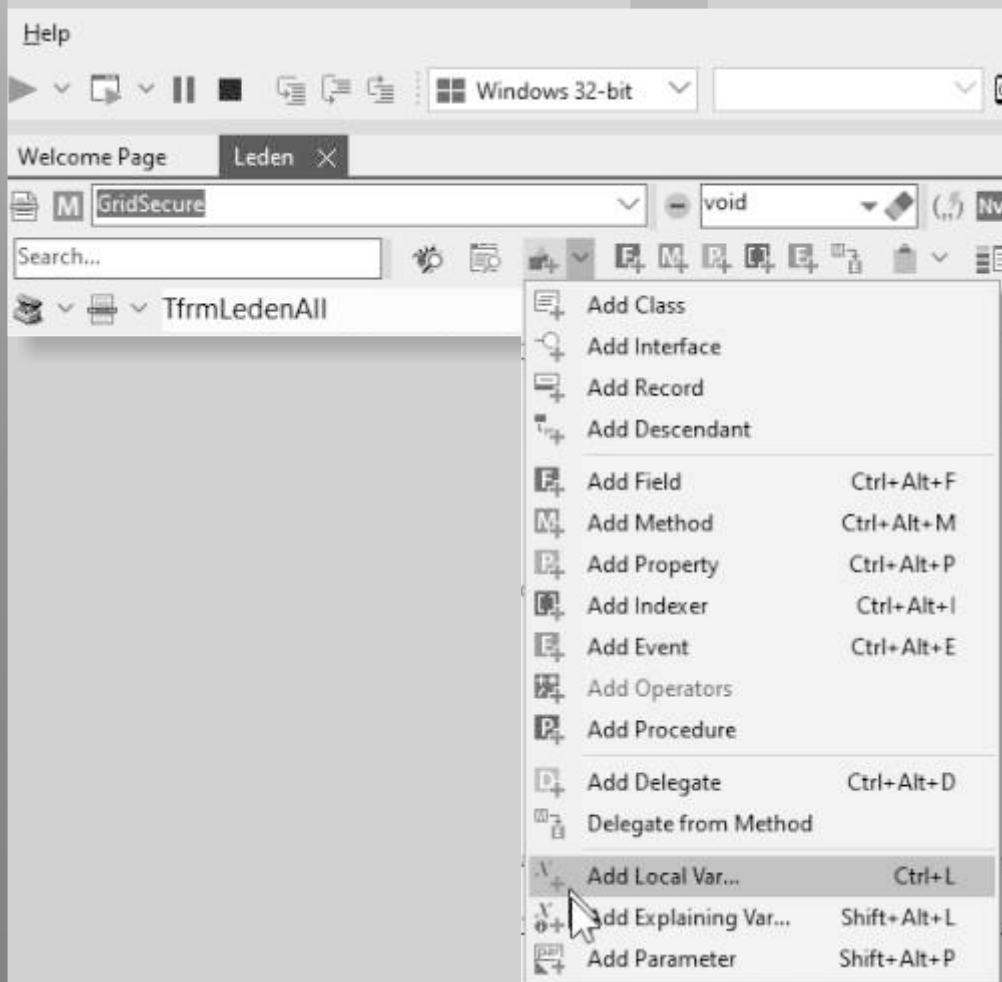 Help
Windows 32-bit
Welcome Page Leden
M GridSecure void
Search...
TfrmLedenAll
Add Class
Add Interface
Add Record
Add Descendant
Add Field Ctrl+Alt+F
Add Method Ctrl+Alt+M
Add Property Ctrl+Alt+P
Add Indexer Ctrl+Alt+I
Add Event Ctrl+Alt+E
Add Operators
Add Procedure
Add Delegate Ctrl+Alt+D
Delegate from Method
Add Local Var... Ctrl+L
Add Explaining Var... Shift+Alt+L
Add Parameter Shift+Alt+P